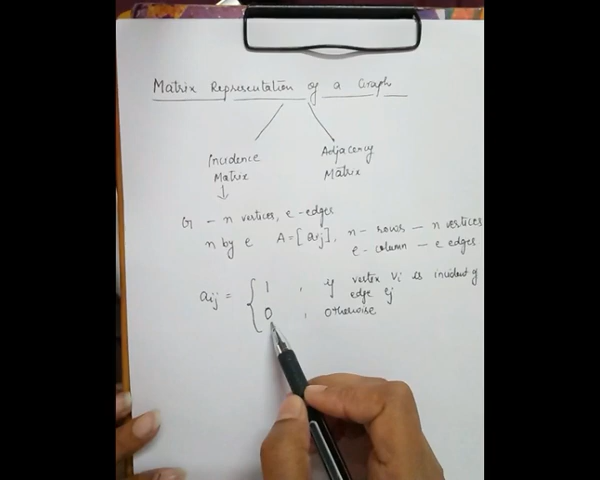 Matrix Representation of a Graph
Incidence Matrix
Adjacency Matrix
G - n vertices, e-edges
n by e A=[aij], n- rows - n vertices
e-column - e edges
aij = { 1 , if vertex vi is incident of edge ej
0 , otherwise